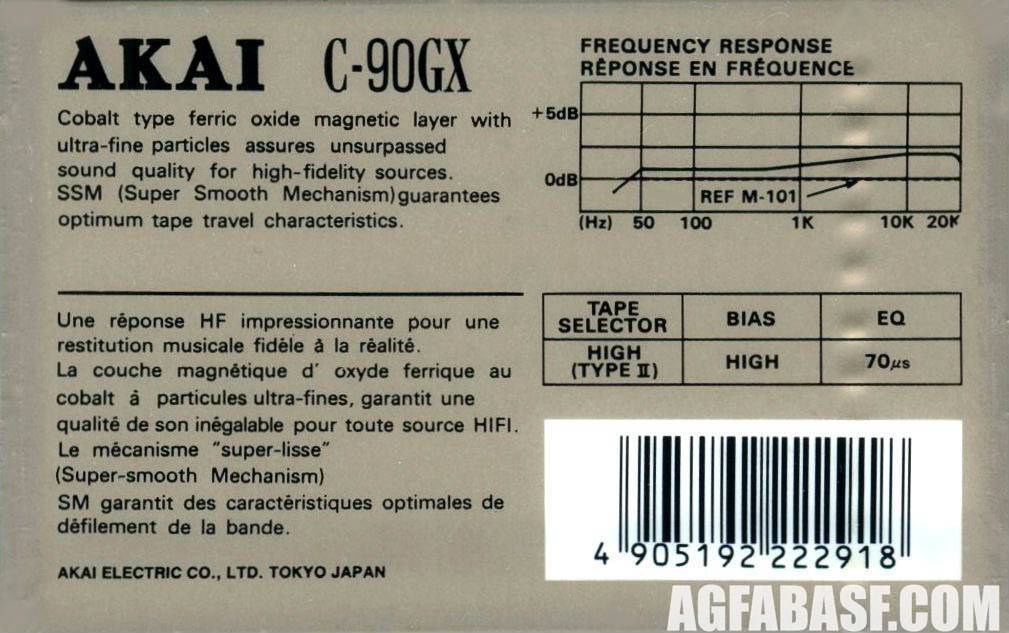 AKAI C-90GX
Cobalt type ferric oxide magnetic layer with
ultra-fine particles assures unsurpassed
sound quality for high-fidelity sources.
SSM (Super Smooth Mechanism)guarantees
optimum tape travel characteristics.
Une réponse HF impressionnante pour une
restitution musicale fidèle à la réalité.
La couche magnétique d' oxyde ferrique au
cobalt à particules ultra-fines, garantit une
qualité de son inégalable pour toute source HIFI.
Le mécanisme "super-lisse"
(Super-smooth Mechanism)
SM garantit des caractéristiques optimales de
défilement de la bande.
AKAI ELECTRIC CO., LTD. TOKYO JAPAN
FREQUENCY RESPONSE
RÉPONSE EN FRÉQUENCE
+5dB
0dB
REF M-101
(Hz) 50 100 1K 10K 20K
TAPE SELECTOR BIAS EQ
HIGH (TYPE II) HIGH 70μs
4 905192 222918
AGFABASF.COM